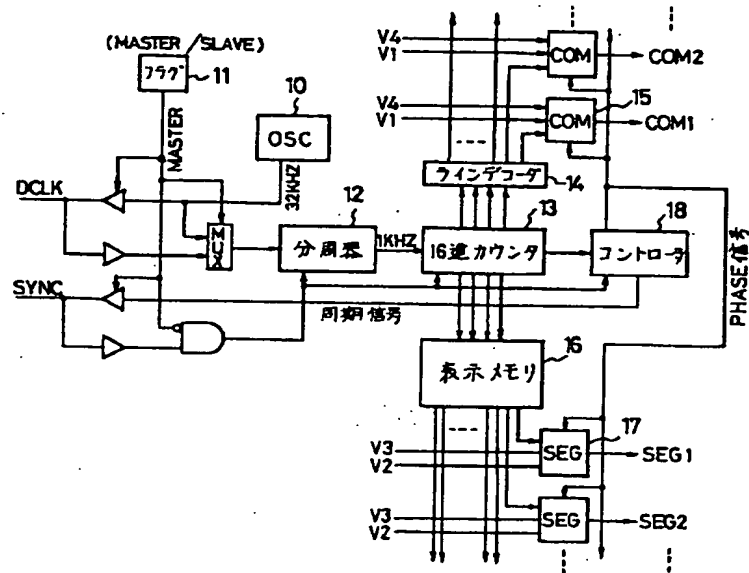 (MASTER/SLAVE)
フラグ
11
MASTER
10
OSC
32KHZ
DCLK
MUX
12
分周器
1KHZ
SYNC
周期信号
V4
V1
COM
COM2
V4
V1
COM
15
COM1
ラインデコーダ
14
13
16進カウンタ
18
コントローラ
PHASE信号
16
表示メモリ
17
V3
V2
SEG
SEG1
V3
V2
SEG
SEG2